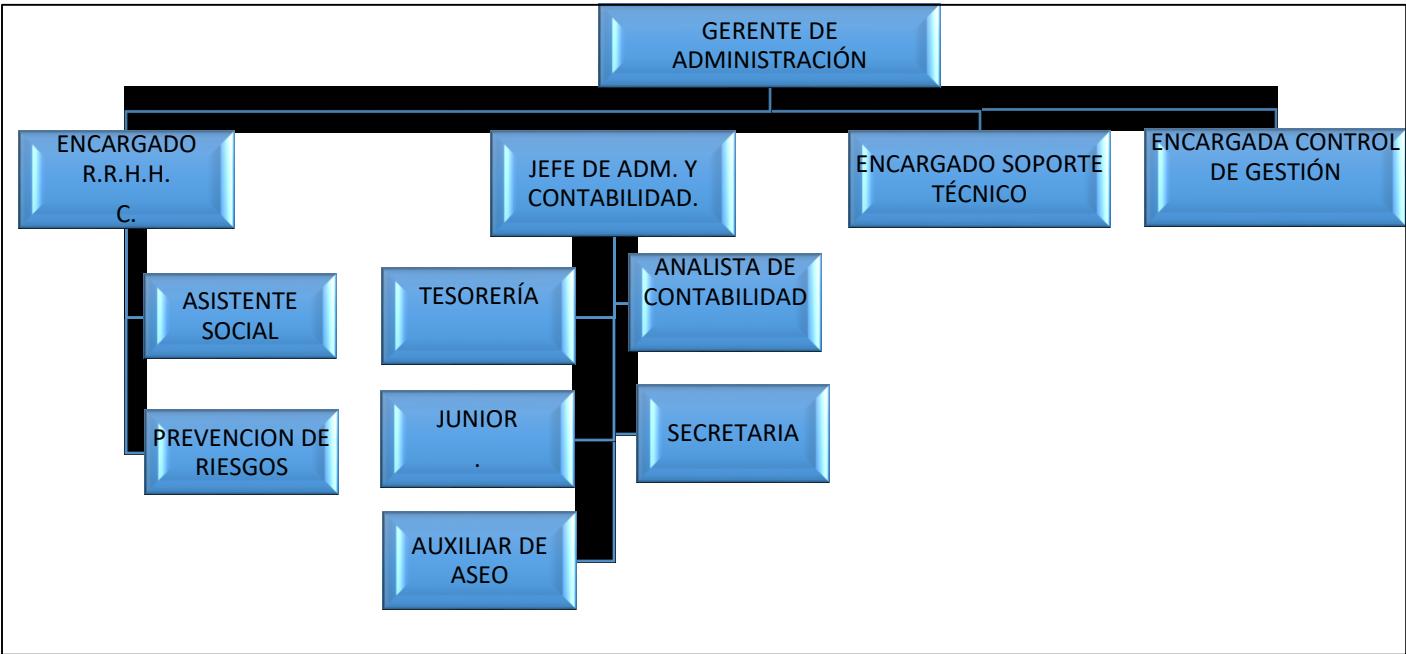 GERENTE DE
ADMINISTRACIÓN
ENCARGADO
R.R.H.H.
C.
JEFE DE ADM. Y
CONTABILIDAD.
ENCARGADO SOPORTE
TÉCNICO
ENCARGADA CONTROL
DE GESTIÓN
ASISTENTE
SOCIAL
PREVENCION DE
RIESGOS
TESORERÍA
ANALISTA DE
CONTABILIDAD
JUNIOR
.
SECRETARIA
AUXILIAR DE
ASEO